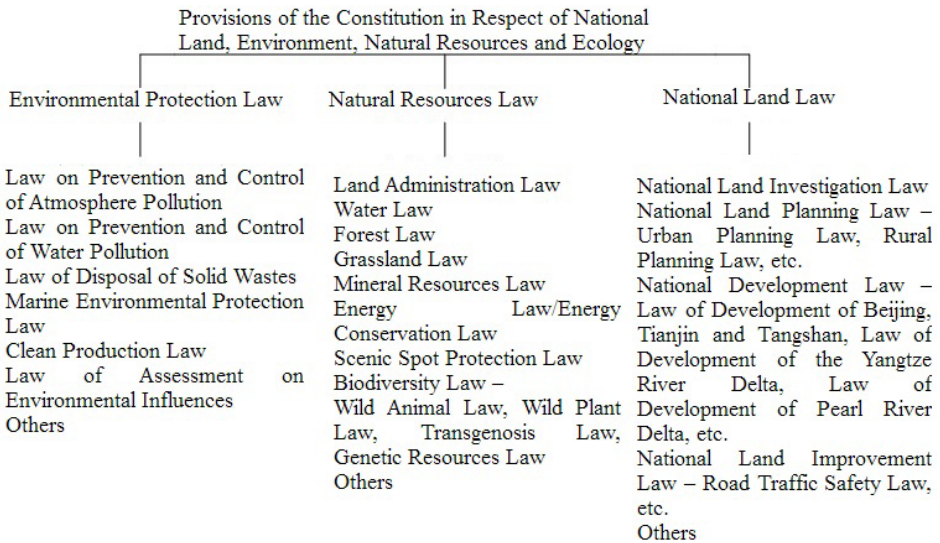 Provisions of the Constitution in Respect of National
Land, Environment, Natural Resources and Ecology
Environmental Protection Law
Natural Resources Law
National Land Law
Law on Prevention and Control
of Atmosphere Pollution
Law on Prevention and Control
of Water Pollution
Law of Disposal of Solid Wastes
Marine Environmental Protection
Law
Clean Production Law
Law of Assessment on
Environmental Influences
Others
Land Administration Law
Water Law
Forest Law
Grassland Law
Mineral Resources Law
Energy Law/Energy
Conservation Law
Scenic Spot Protection Law
Biodiversity Law –
Wild Animal Law, Wild Plant
Law, Transgenosis Law,
Genetic Resources Law
Others
National Land Investigation Law
National Land Planning Law –
Urban Planning Law, Rural
Planning Law, etc.
National Development Law –
Law of Development of Beijing,
Tianjin and Tangshan, Law of
Development of the Yangtze
River Delta, Law of
Development of Pearl River
Delta, etc.
National Land Improvement
Law – Road Traffic Safety Law,
etc.
Others